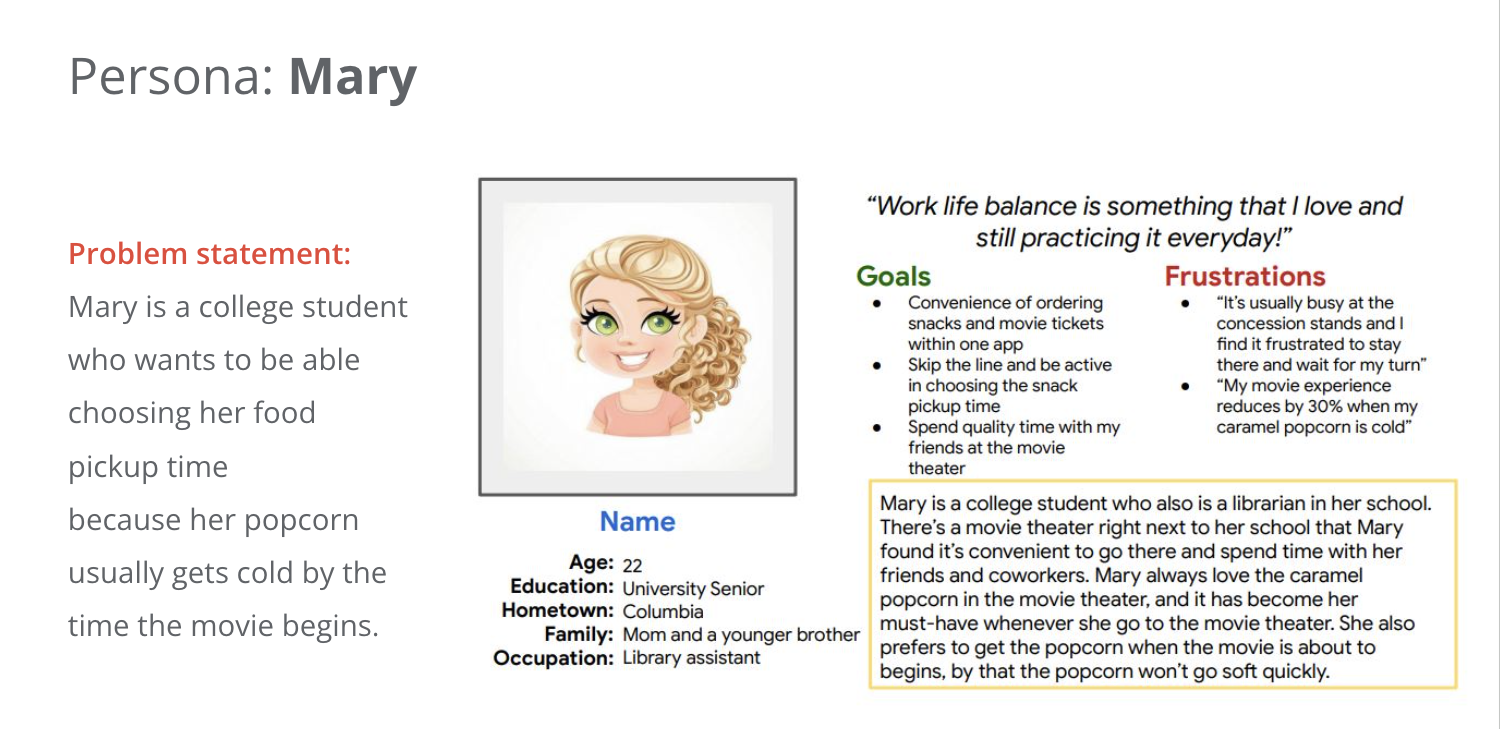 Persona: Mary
Problem statement:
Mary is a college student
who wants to be able
choosing her food
pickup time
because her popcorn
usually gets cold by the
time the movie begins.
Name
Age: 22
Education: University Senior
Hometown: Columbia
Family: Mom and a younger brother
Occupation: Library assistant
“Work life balance is something that I love and
still practicing it everyday!”
Goals
● Convenience of ordering
snacks and movie tickets
within one app
● Skip the line and be active
in choosing the snack
pickup time
● Spend quality time with my
friends at the movie
theater
Frustrations
● “It’s usually busy at the
concession stands and I
find it frustrated to stay
there and wait for my turn”
● “My movie experience
reduces by 30% when my
caramel popcorn is cold”
Mary is a college student who also is a librarian in her school.
There’s a movie theater right next to her school that Mary
found it’s convenient to go there and spend time with her
friends and coworkers. Mary always love the caramel
popcorn in the movie theater, and it has become her
must-have whenever she go to the movie theater. She also
prefers to get the popcorn when the movie is about to
begins, by that the popcorn won’t go soft quickly.